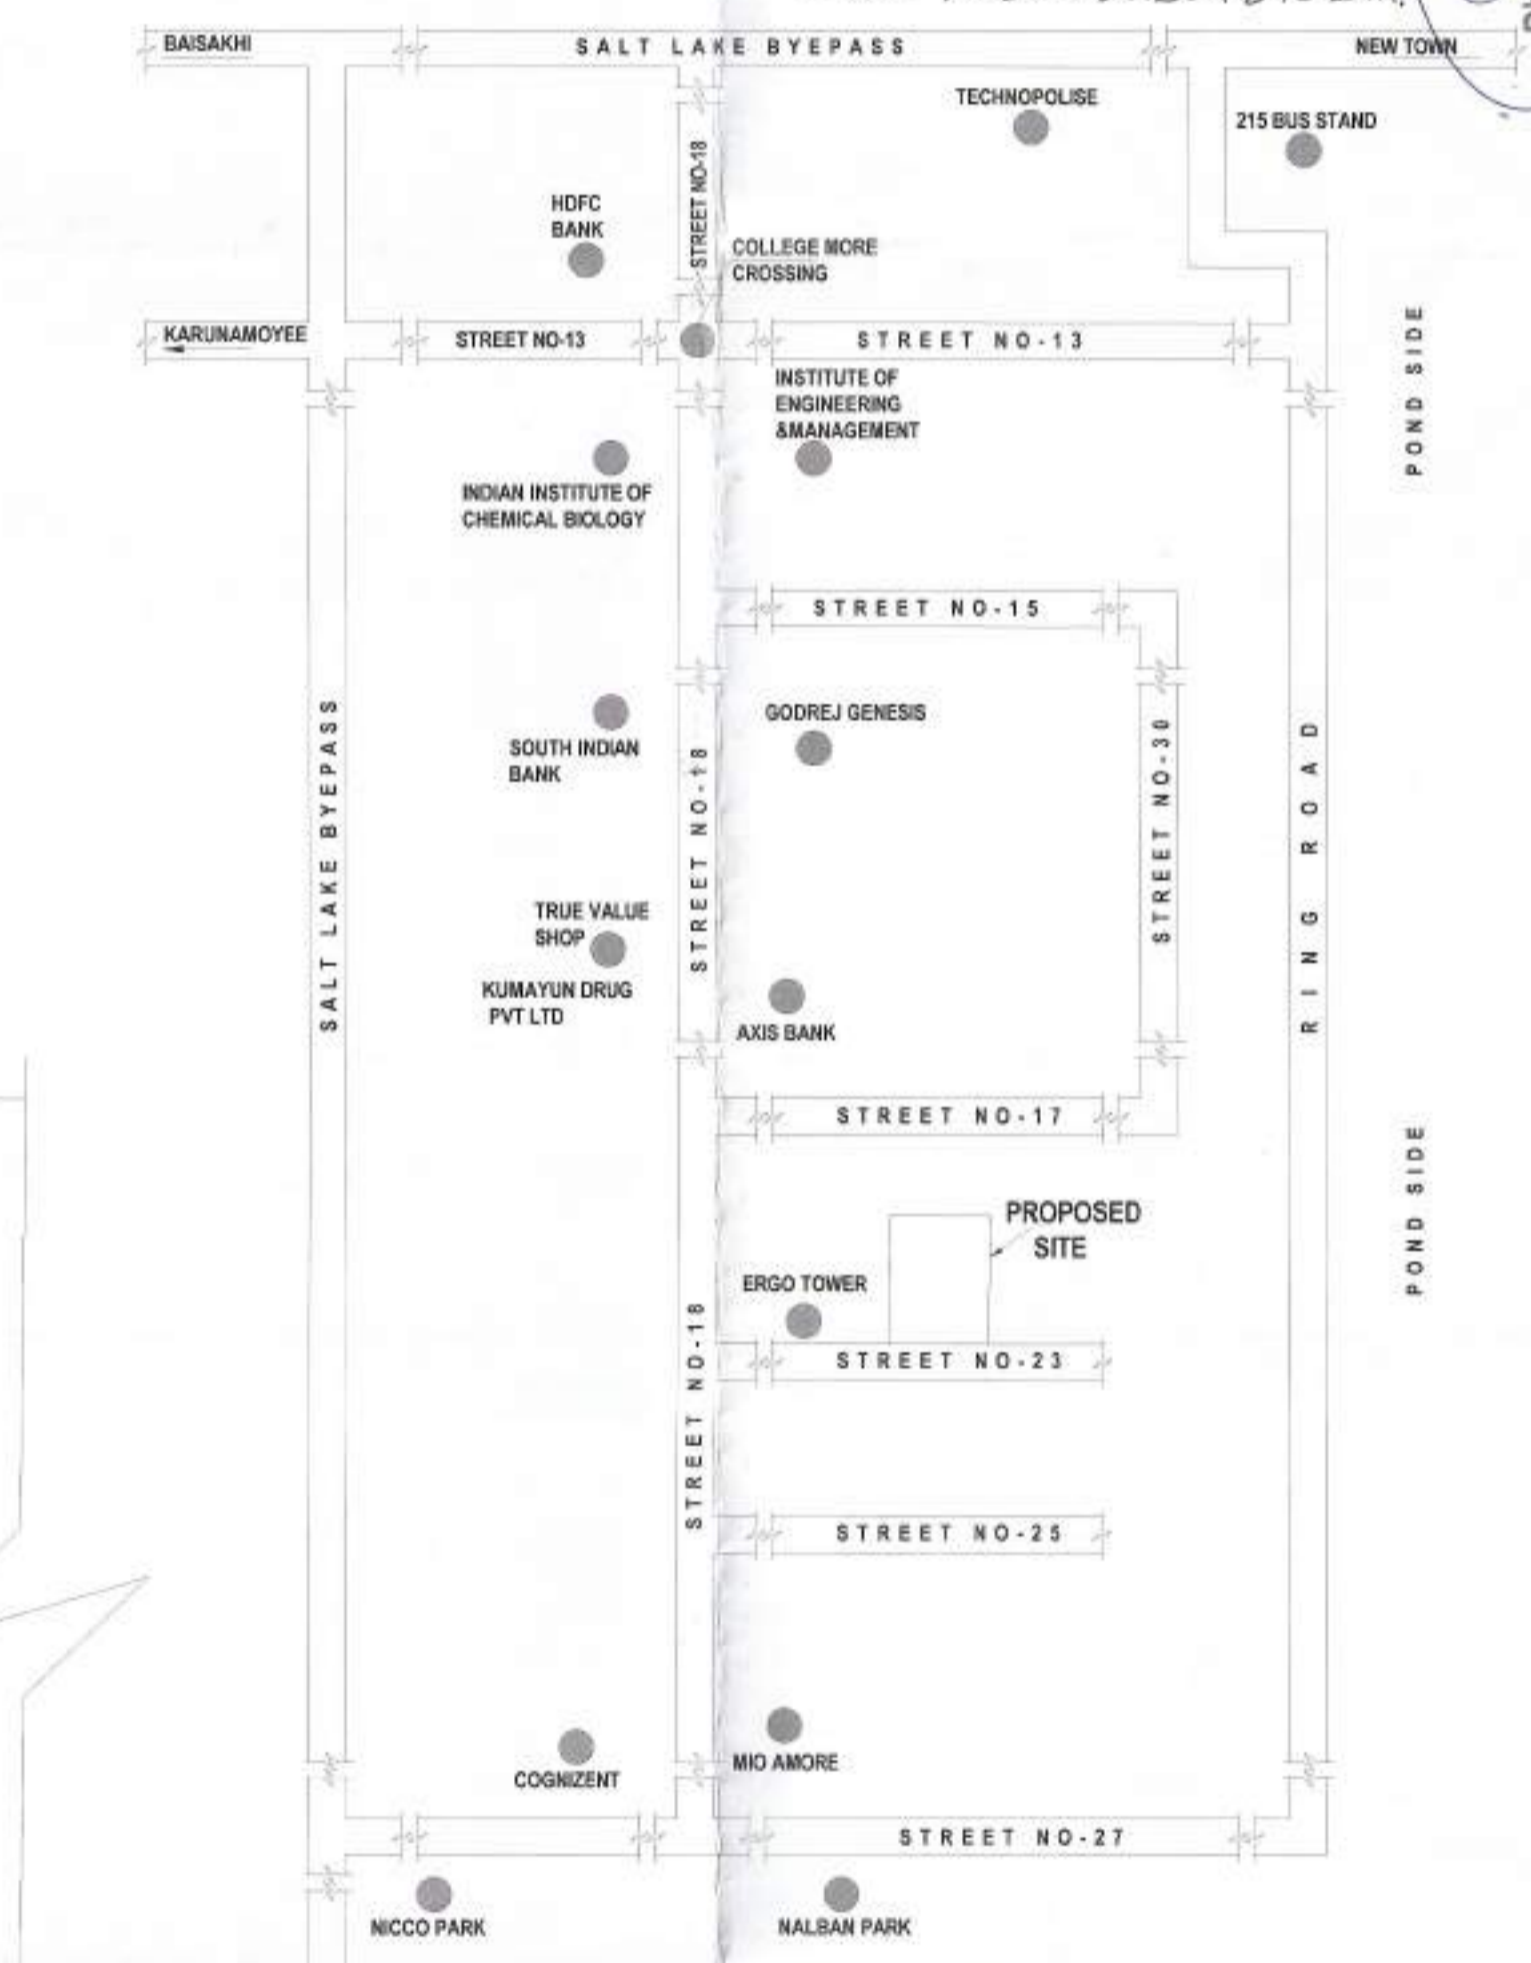 BAISAKHI
SALT LAKE BYEPASS
NEW TOWN
TECHNOPOLISE
215 BUS STAND
STREET NO-18
HDFC
BANK
COLLEGE MORE
CROSSING
KARUNAMOYEE
STREET NO-13
STREET NO-13
POND SIDE
INSTITUTE OF
ENGINEERING
&MANAGEMENT
INDIAN INSTITUTE OF
CHEMICAL BIOLOGY
STREET NO-15
SALT LAKE BYEPASS
SOUTH INDIAN
BANK
STREET NO-18
GODREJ GENESIS
STREET NO-30
RING ROAD
TRUE VALUE
SHOP
KUMAYUN DRUG
PVT LTD
AXIS BANK
STREET NO-17
POND SIDE
PROPOSED
SITE
ERGO TOWER
STREET NO-18
STREET NO-23
STREET NO-25
COGNIZENT
MIO AMORE
STREET NO-27
NICCO PARK
NALBAN PARK